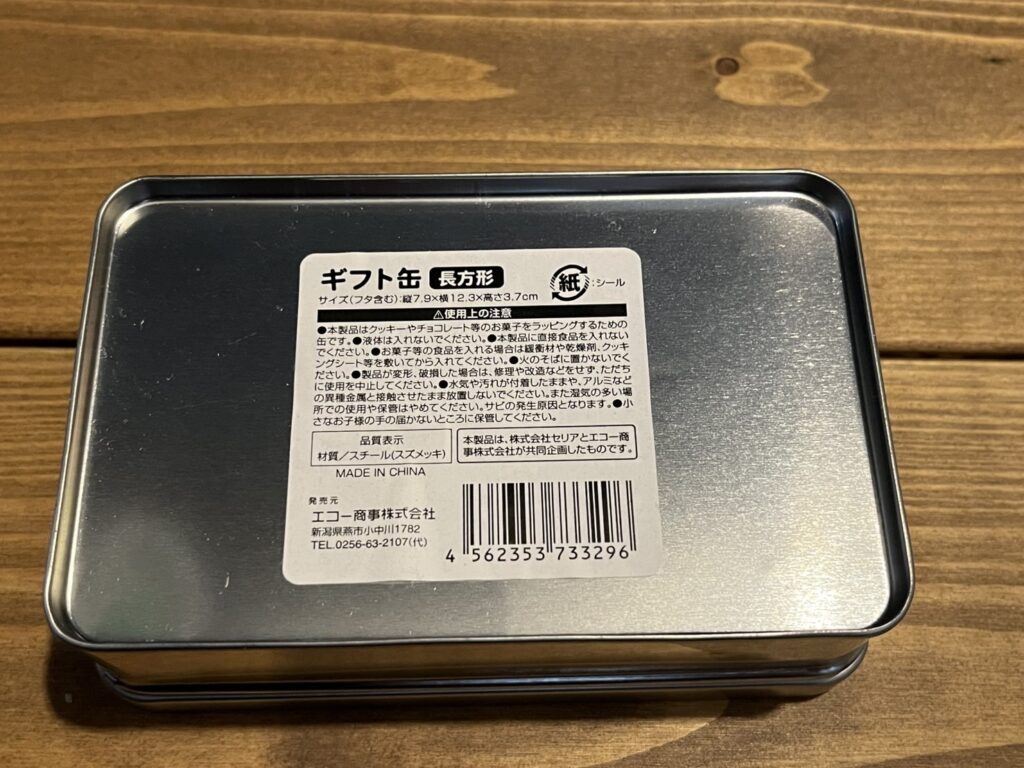 ギフト缶 長方形
紙:シール
サイズ(フタ含む):縦7.9×横12.3×高さ3.7cm
⚠使用上の注意
●本製品はクッキーやチョコレート等のお菓子をラッピングするための
缶です。●液体は入れないでください。●本製品に直接食品を入れない
でください。●お菓子等の食品を入れる場合は緩衝材や乾燥剤、クッキ
ングシート等を敷いてから入れてください。●火のそばに置かないでく
ださい。●製品が変形、破損した場合は、修理や改造などをせず、ただち
に使用を中止してください。●水気や汚れが付着したままや、アルミなど
の異種金属と接触させたまま放置しないでください。また湿気の多い場
所での使用や保管はやめてください。サビの発生原因となります。●小
さなお子様の手の届かないところに保管してください。
品質表示
材質/スチール(スズメッキ)
本製品は、株式会社セリアとエコー商
事株式会社が共同企画したものです。
MADE IN CHINA
発売元
エコー商事株式会社
新潟県燕市小中川1782
TEL.0256-63-2107(代)
4 562353 733296